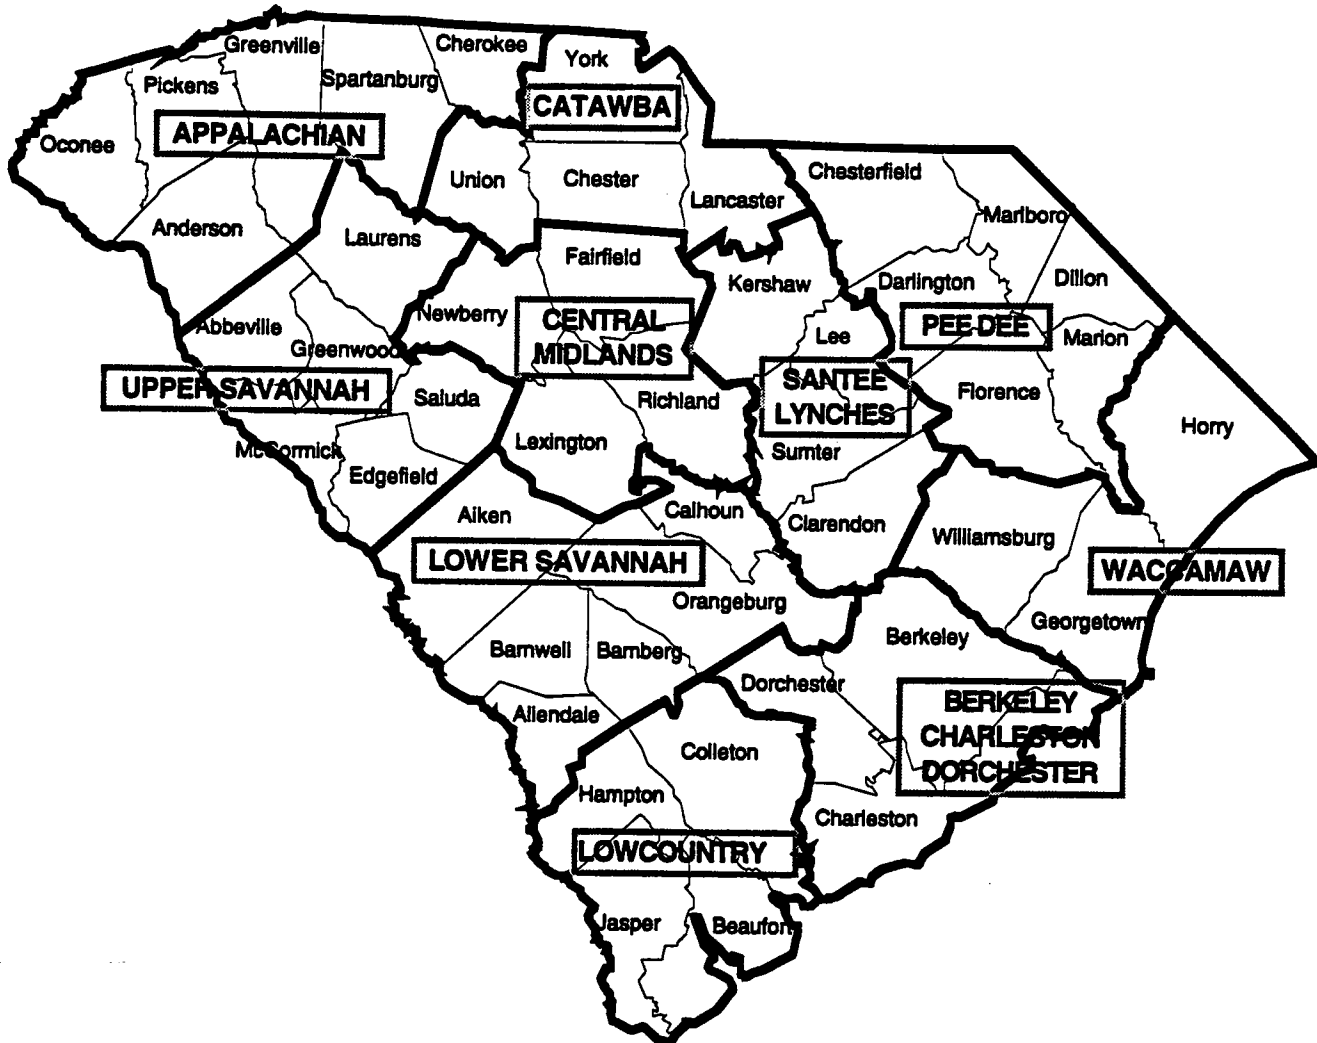 Greenville
Cherokee
York
Pickens
Spartanburg
CATAWBA
APPALACHIAN
Oconee
Union
Chester
Chesterfield
Lancaster
Marlboro
Anderson
Laurens
Fairfield
Kershaw
Darlington
Dillon
Abbeville
Newberry
CENTRAL
MIDLANDS
Lee
PEE DEE
Marion
Greenwood
UPPER SAVANNAH
Saluda
Richland
SANTEE
LYNCHES
Florence
Horry
McCormick
Edgefield
Lexington
Sumter
Aiken
Calhoun
Clarendon
Williamsburg
LOWER SAVANNAH
WACCAMAW
Orangeburg
Georgetown
Barnwell
Bamberg
Berkeley
Dorchester
Allendale
BERKELEY
CHARLESTON
DORCHESTER
Colleton
Hampton
Charleston
LOWCOUNTRY
Jasper
Beaufort